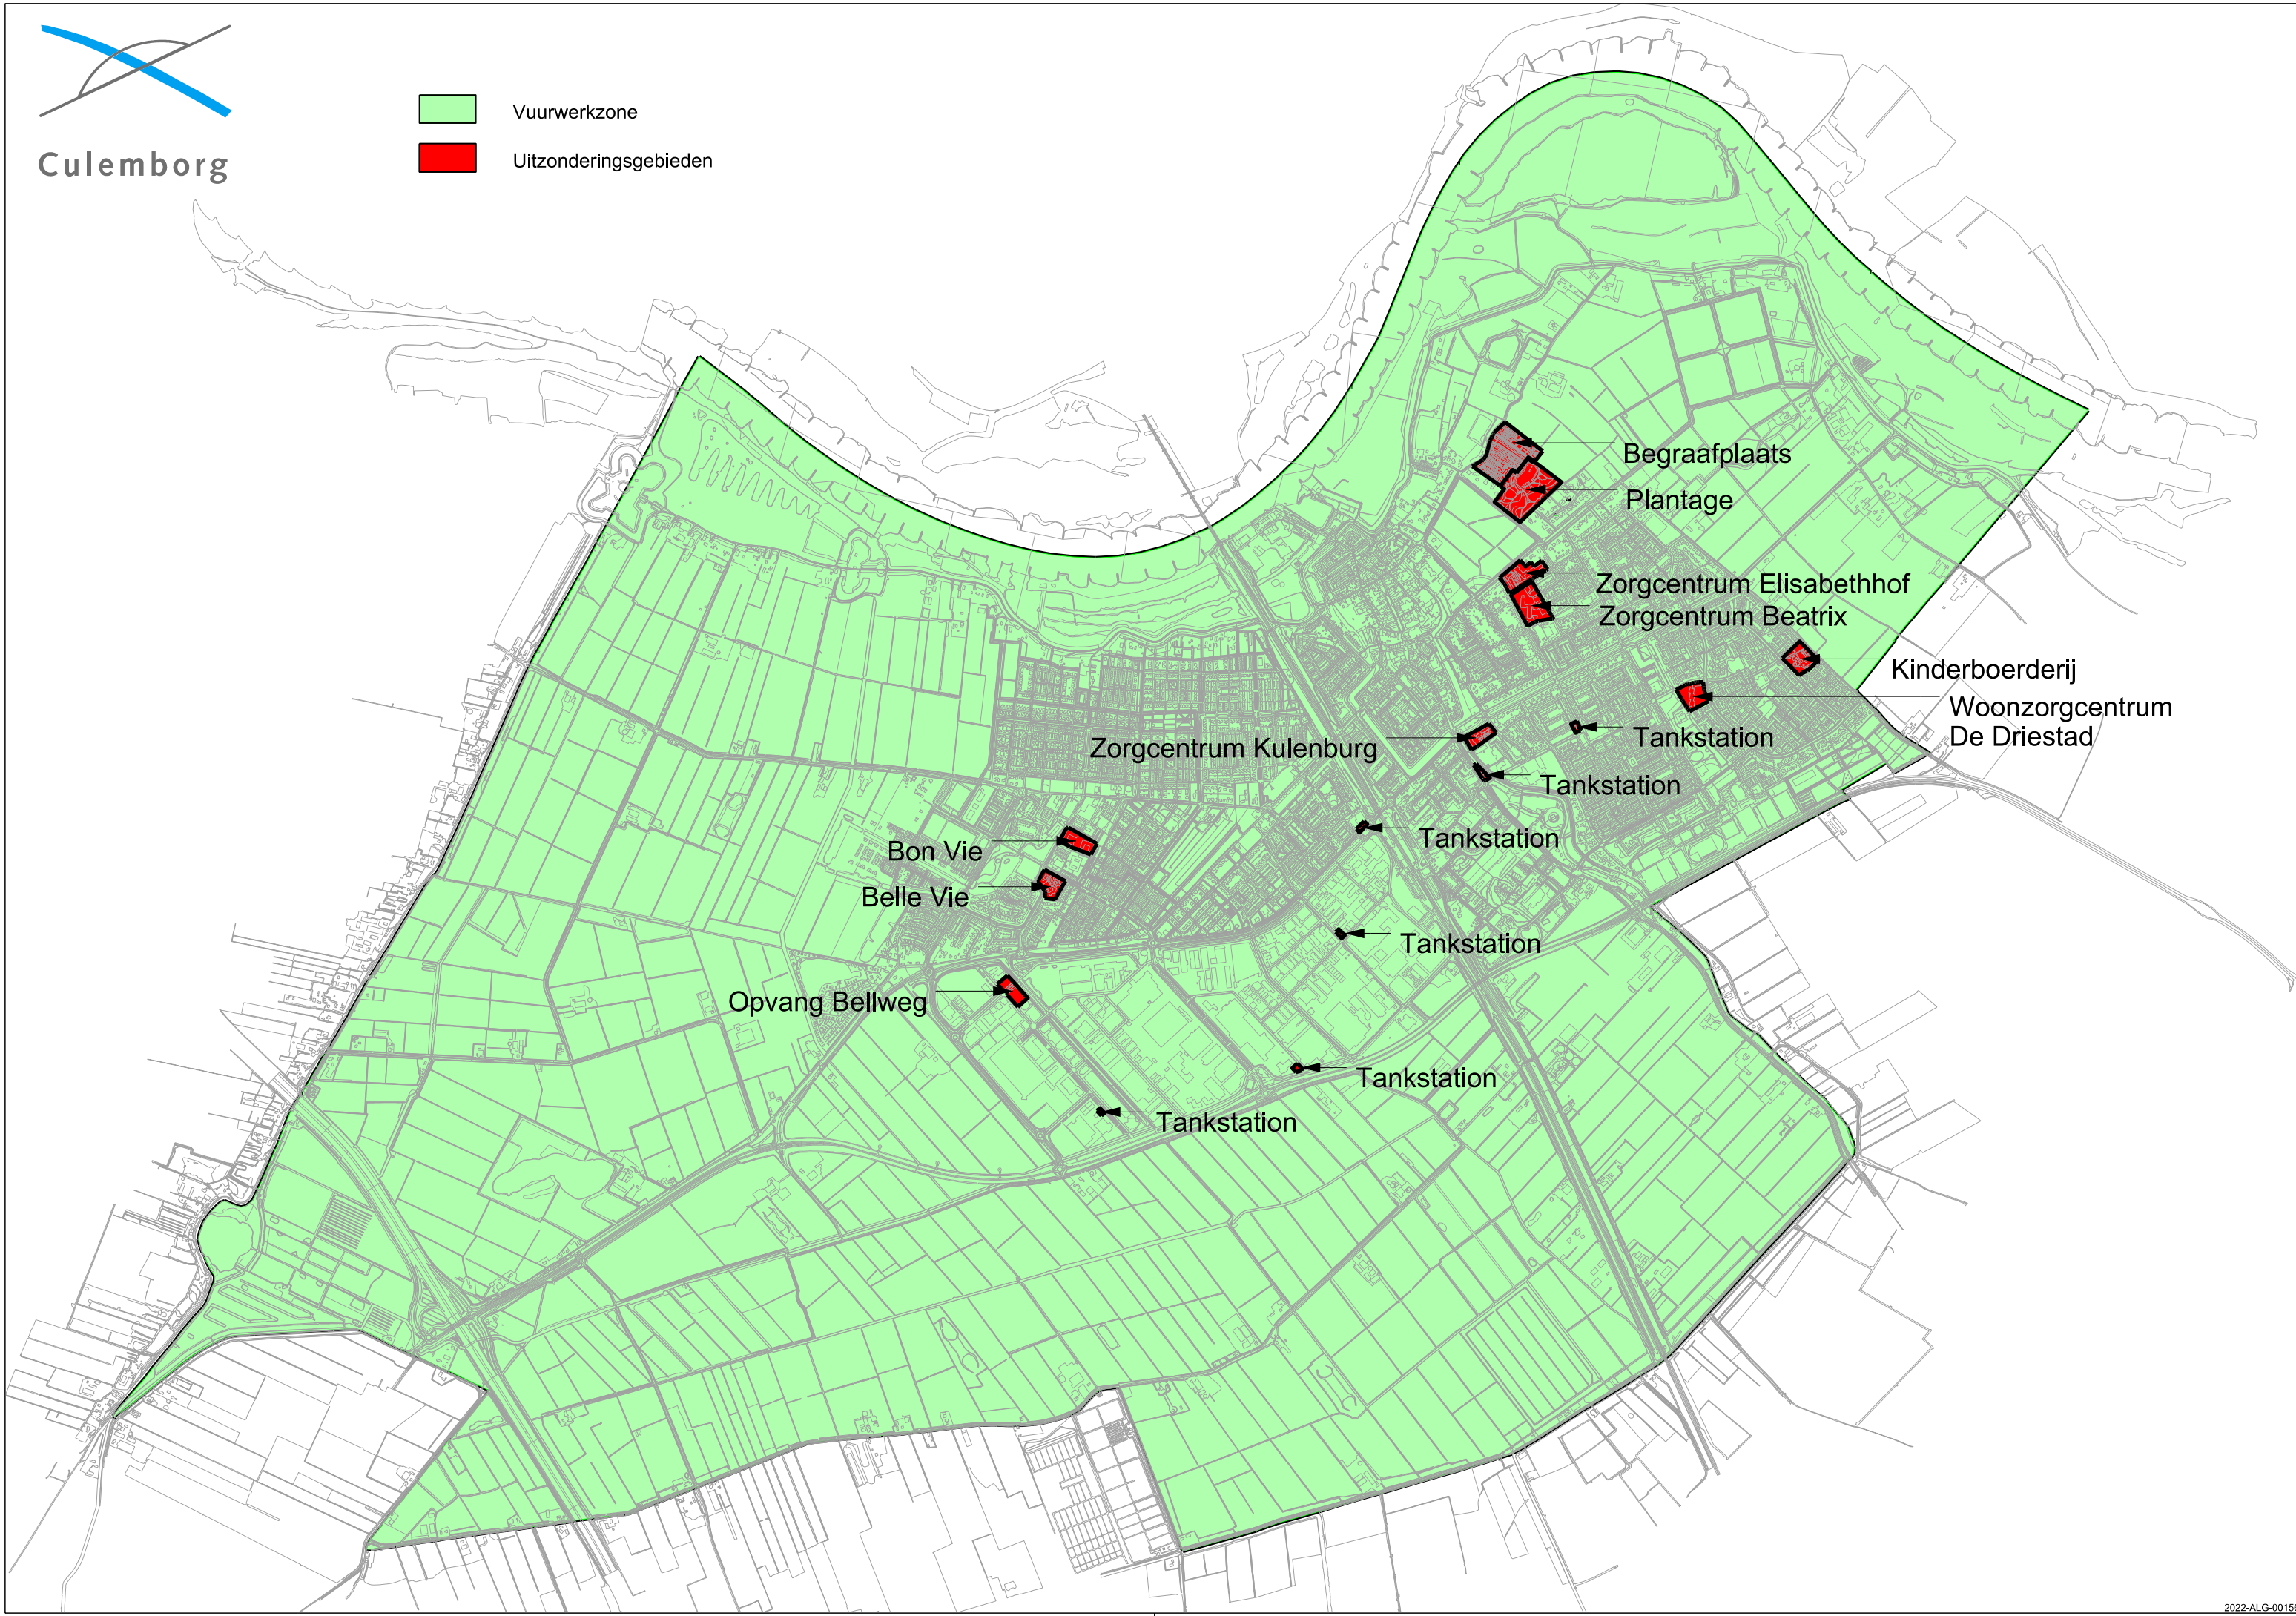 Culemborg
Vuurwerkzone
Uitzonderingsgebieden
Begraafplaats
Plantage
Zorgcentrum Elisabethhof
Zorgcentrum Beatrix
Kinderboerderij
Woonzorgcentrum
De Driestad
Tankstation
Zorgcentrum Kulenburg
Tankstation
Tankstation
Bon Vie
Belle Vie
Tankstation
Opvang Bellweg
Tankstation
Tankstation